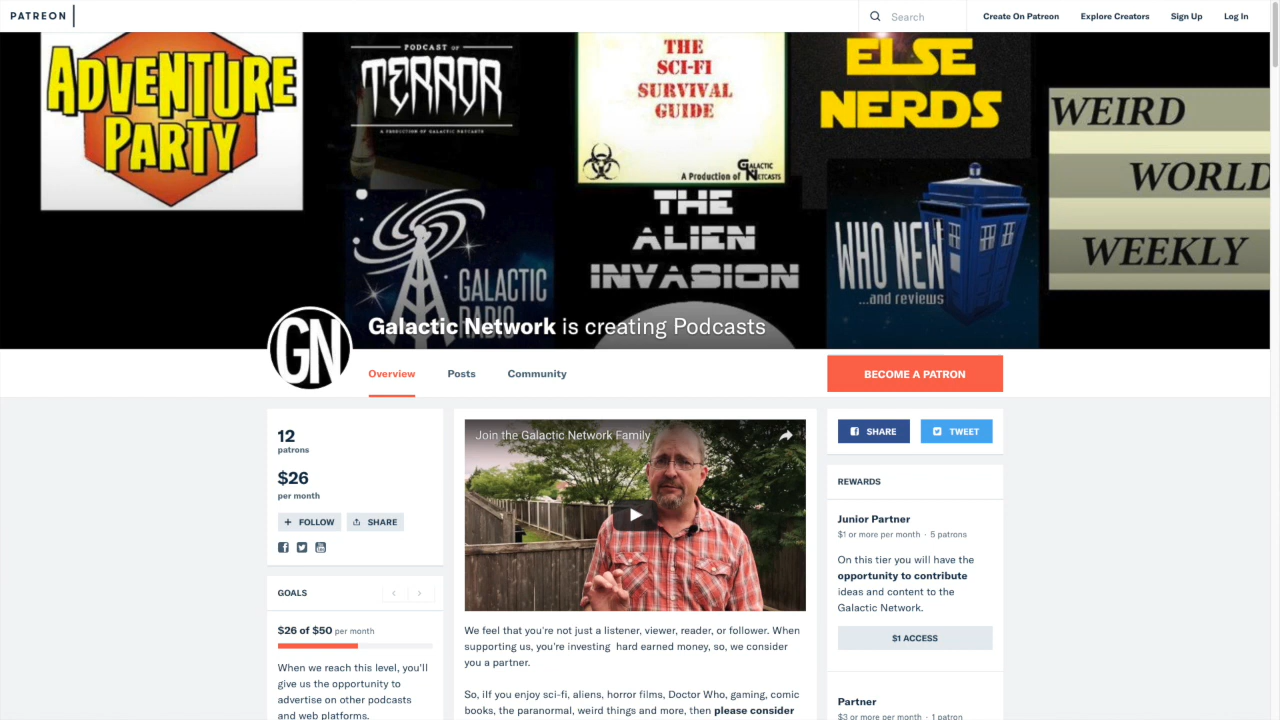 PATREON
Search
Create On Patreon
Explore Creators
Sign Up
Log In
ADVENTURE
PARTY
PODCAST OF
TERROR
A PRODUCTION OF GALACTIC NETCASTS
THE
SCI-FI
SURVIVAL
GUIDE
GALACTIC
A Production of NETCASTS
ELSE
NERDS
WEIRD
WORLD
WEEKLY
GALACTIC
RADIO
THE
ALIEN
INVASION
WHO NEW
...and reviews
GN
Galactic Network is creating Podcasts
Overview
Posts
Community
BECOME A PATRON
12
patrons
$26
per month
FOLLOW
SHARE
GOALS
$26 of $50 per month
When we reach this level, you'll
give us the opportunity to
advertise on other podcasts
and web platforms.
Join the Galactic Network Family
We feel that you're not just a listener, viewer, reader, or follower. When
supporting us, you're investing  hard earned money, so, we consider
you a partner.
So, iIf you enjoy sci-fi, aliens, horror films, Doctor Who, gaming, comic
books, the paranormal, weird things and more, then please consider
SHARE
TWEET
REWARDS
Junior Partner
$1 or more per month · 5 patrons
On this tier you will have the
opportunity to contribute
ideas and content to the
Galactic Network.
$1 ACCESS
Partner
$3 or more per month · 1 patron